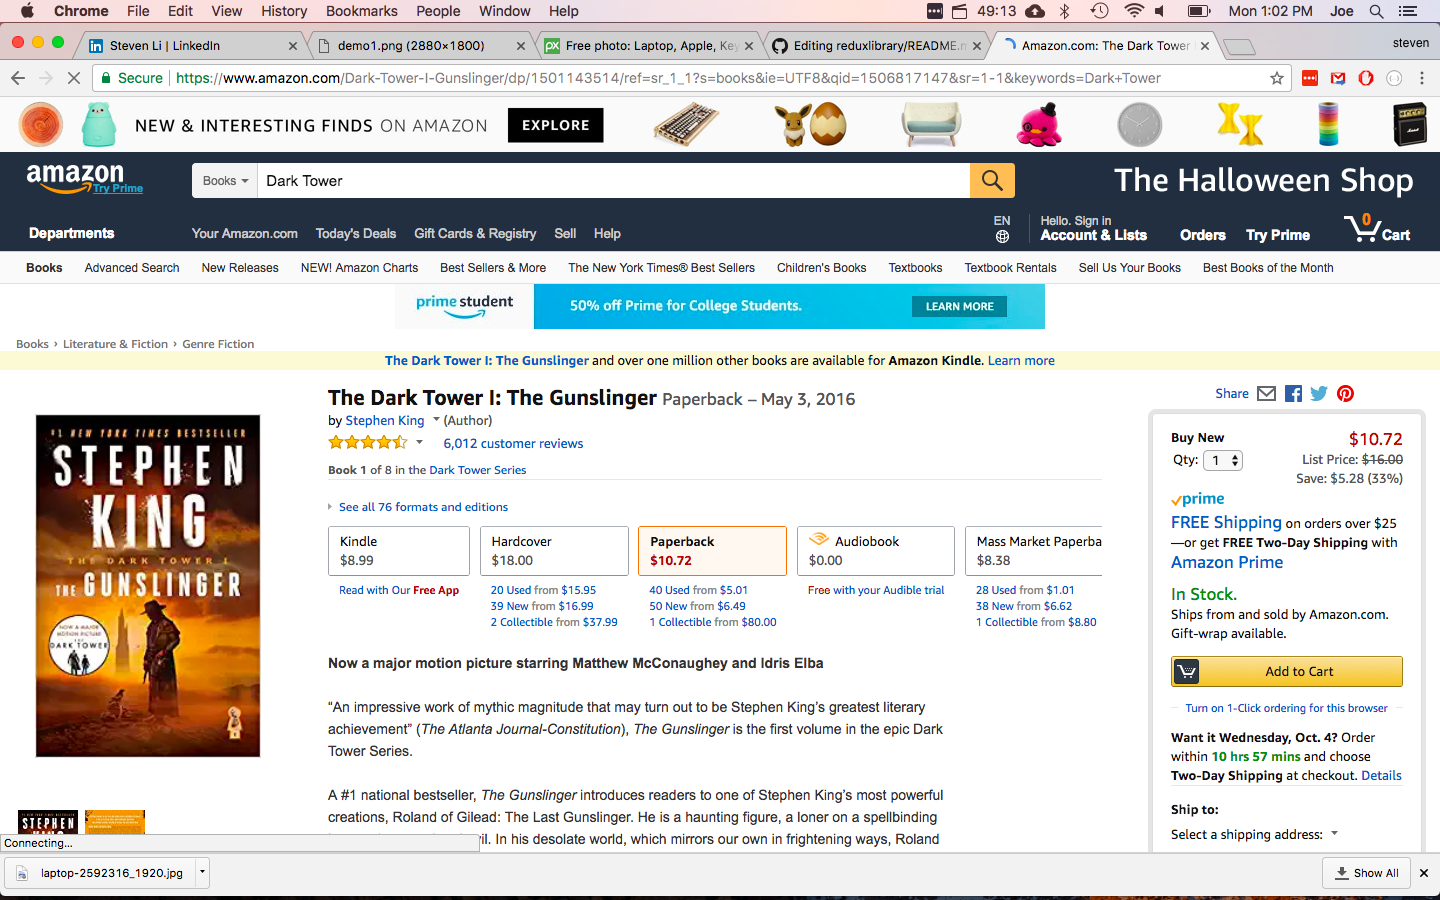 Chrome File Edit View History Bookmarks People Window Help 49:13 Mon 1:02 PM Joe
Steven Li | LinkedIn
demo1.png (2880×1800)
Free photo: Laptop, Apple, Key
Editing reduxlibrary/README.m
Amazon.com: The Dark Tower
steven
Secure https://www.amazon.com/Dark-Tower-I-Gunslinger/dp/1501143514/ref=sr_1_1?s=books&ie=UTF8&qid=1506817147&sr=1-1&keywords=Dark+Tower
NEW & INTERESTING FINDS ON AMAZON EXPLORE
amazon
Try Prime
Books Dark Tower
The Halloween Shop
Departments
Your Amazon.com Today's Deals Gift Cards & Registry Sell Help
EN
Hello. Sign in
Account & Lists
Orders Try Prime
0
Cart
Books Advanced Search New Releases NEW! Amazon Charts Best Sellers & More The New York Times® Best Sellers Children's Books Textbooks Textbook Rentals Sell Us Your Books Best Books of the Month
prime student 50% off Prime for College Students. LEARN MORE
Books › Literature & Fiction › Genre Fiction
The Dark Tower I: The Gunslinger and over one million other books are available for Amazon Kindle. Learn more
#1 NEW YORK TIMES BESTSELLER
STEPHEN
KING
THE DARK TOWER I
THE GUNSLINGER
NOW A MAJOR
MOTION PICTURE
THE
DARK TOWER
STEPHEN
The Dark Tower I: The Gunslinger Paperback – May 3, 2016
by Stephen King (Author)
6,012 customer reviews
Book 1 of 8 in the Dark Tower Series
See all 76 formats and editions
Kindle
$8.99
Read with Our Free App
Hardcover
$18.00
20 Used from $15.95
39 New from $16.99
2 Collectible from $37.99
Paperback
$10.72
40 Used from $5.01
50 New from $6.49
1 Collectible from $80.00
Audiobook
$0.00
Free with your Audible trial
Mass Market Paperba
$8.38
28 Used from $1.01
38 New from $6.62
1 Collectible from $8.80
Now a major motion picture starring Matthew McConaughey and Idris Elba
“An impressive work of mythic magnitude that may turn out to be Stephen King’s greatest literary
achievement” (The Atlanta Journal-Constitution), The Gunslinger is the first volume in the epic Dark
Tower Series.
A #1 national bestseller, The Gunslinger introduces readers to one of Stephen King’s most powerful
creations, Roland of Gilead: The Last Gunslinger. He is a haunting figure, a loner on a spellbinding
In his desolate world, which mirrors our own in frightening ways, Roland
Share
Buy New $10.72
Qty: 1 List Price: $16.00
Save: $5.28 (33%)
prime
FREE Shipping on orders over $25
—or get FREE Two-Day Shipping with
Amazon Prime
In Stock.
Ships from and sold by Amazon.com.
Gift-wrap available.
Add to Cart
Turn on 1-Click ordering for this browser
Want it Wednesday, Oct. 4? Order
within 10 hrs 57 mins and choose
Two-Day Shipping at checkout. Details
Ship to:
Select a shipping address:
Connecting...
laptop-2592316_1920.jpg
Show All